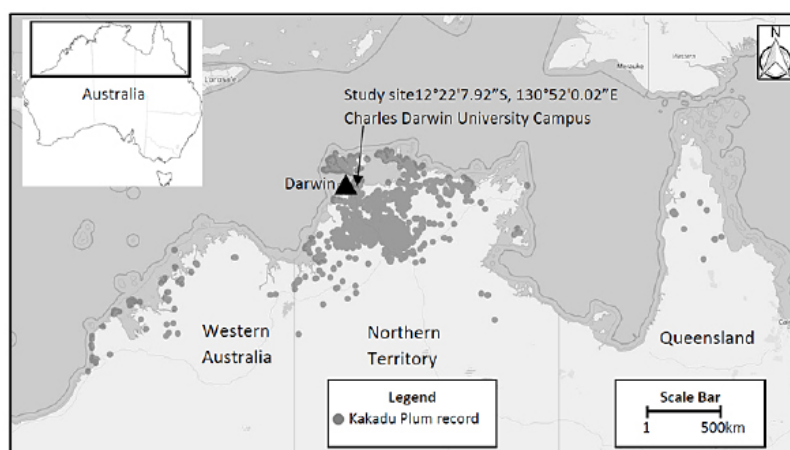 Australia
Study site12°22'7.92”S, 130°52'0.02”E
Charles Darwin University Campus
N
Darwin
Western
Australia
Northern
Territory
Queensland
Legend
Kakadu Plum record
Scale Bar
1 500km